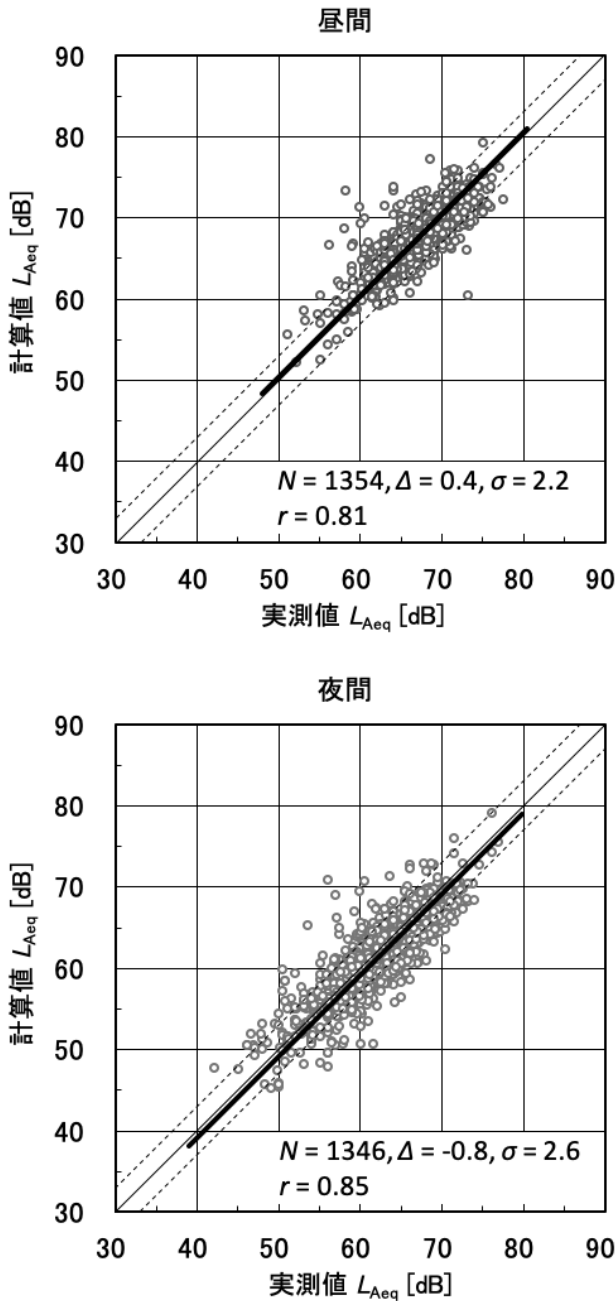 昼間
90
80
70
60
50
40
30
計算値 LAeq [dB]
N = 1354, Δ = 0.4, σ = 2.2
r = 0.81
30 40 50 60 70 80 90
実測値 LAeq [dB]
夜間
90
80
70
60
50
40
30
計算値 LAeq [dB]
N = 1346, Δ = -0.8, σ = 2.6
r = 0.85
30 40 50 60 70 80 90
実測値 LAeq [dB]